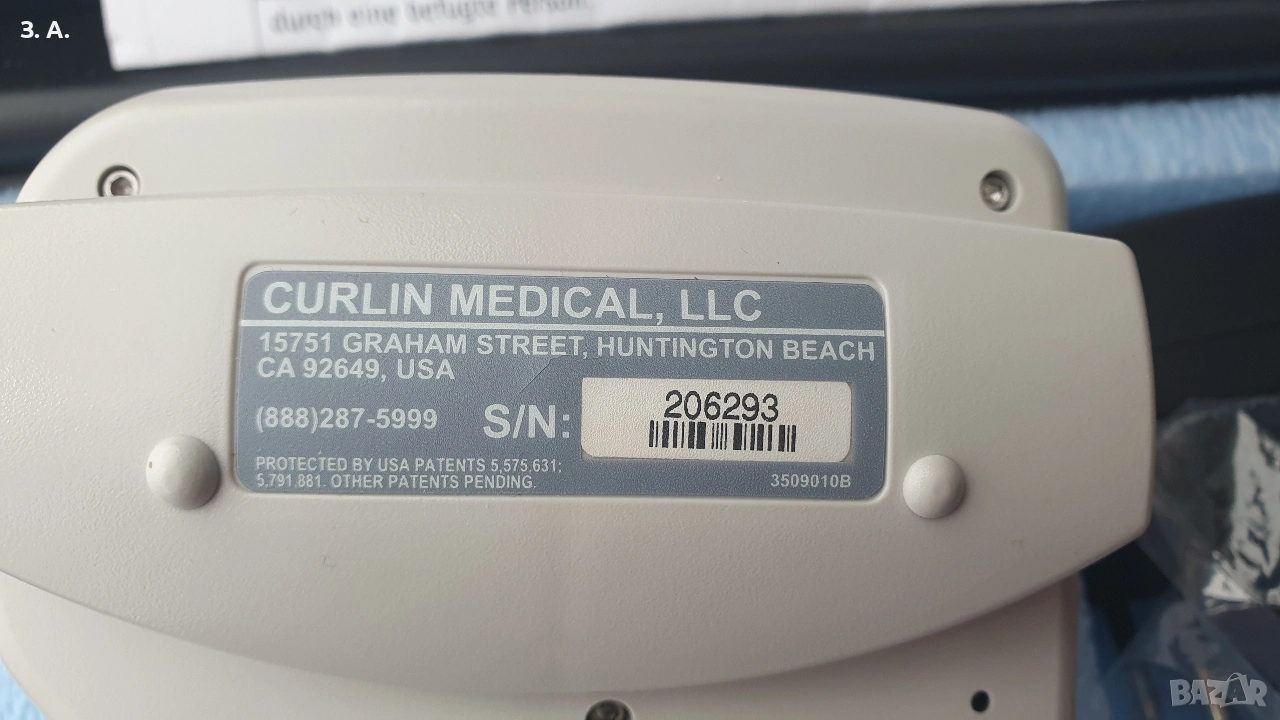 З. А.
durch eine befugte Person.
CURLIN MEDICAL, LLC
15751 GRAHAM STREET, HUNTINGTON BEACH
CA 92649, USA
(888)287-5999
S/N:
206293
PROTECTED BY USA PATENTS 5,575,631;
5,791,881. OTHER PATENTS PENDING.
3509010B
BAZAR